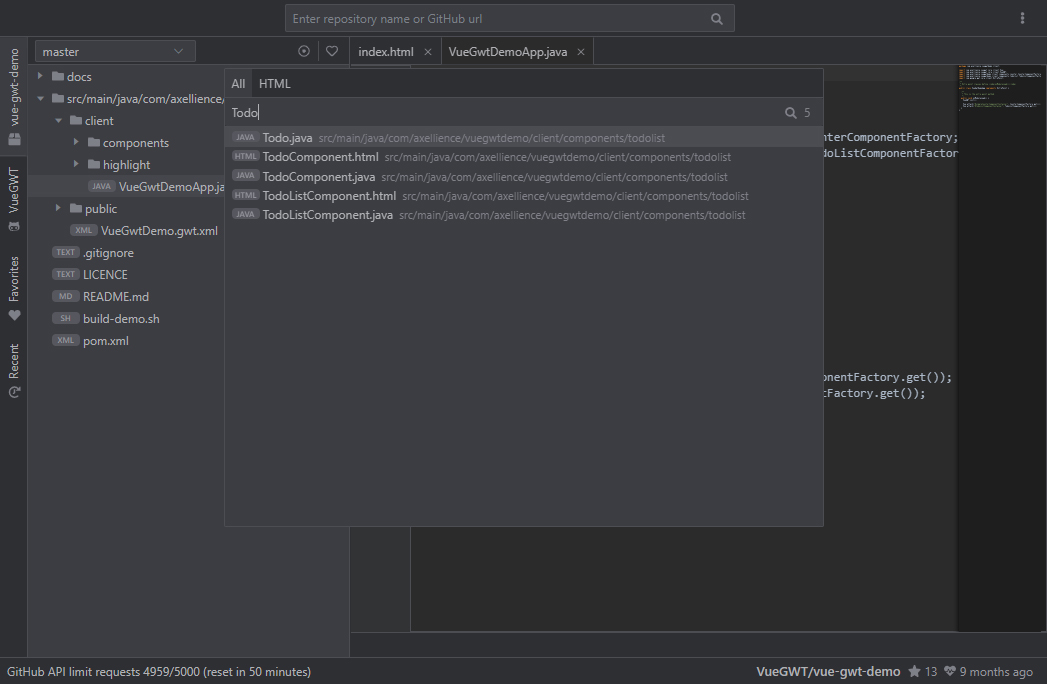 Enter repository name or GitHub url
vue-gwt-demo
VueGWT
Favorites
Recent
master
index.html × VueGwtDemoApp.java ×
docs
src/main/java/com/axellience/
client
components
highlight
JAVA VueGwtDemoApp.ja
public
XML VueGwtDemo.gwt.xml
TEXT .gitignore
TEXT LICENCE
MD README.md
SH build-demo.sh
XML pom.xml
All HTML
Todo 5
JAVA Todo.java src/main/java/com/axellience/vuegwtdemo/client/components/todolist
HTML TodoComponent.html src/main/java/com/axellience/vuegwtdemo/client/components/todolist
JAVA TodoComponent.java src/main/java/com/axellience/vuegwtdemo/client/components/todolist
HTML TodoListComponent.html src/main/java/com/axellience/vuegwtdemo/client/components/todolist
JAVA TodoListComponent.java src/main/java/com/axellience/vuegwtdemo/client/components/todolist
nterComponentFactory;
doListComponentFactor
onentFactory.get());
tFactory.get());
GitHub API limit requests 4959/5000 (reset in 50 minutes)
VueGWT/vue-gwt-demo 13 9 months ago